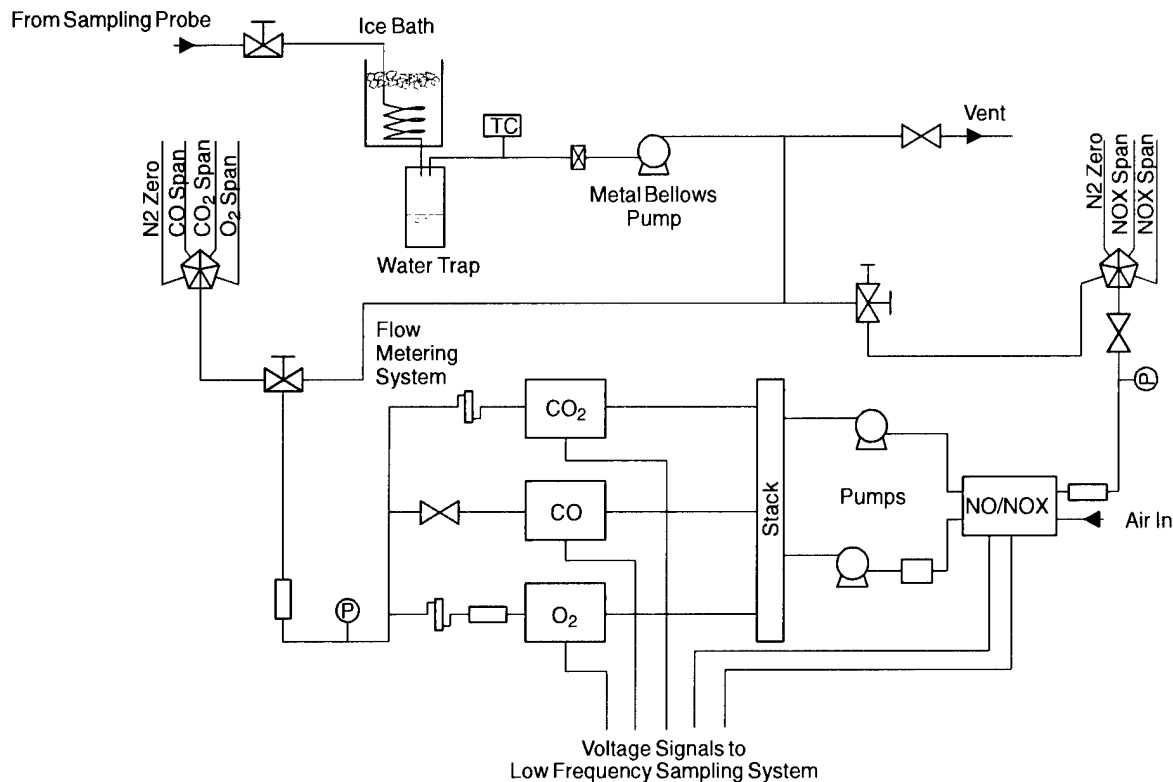 From Sampling Probe
Ice Bath
TC
Vent
Metal Bellows
Pump
Water Trap
N2 Zero
CO Span
CO₂ Span
O₂ Span
N2 Zero
NOX Span
NOX Span
Flow
Metering
System
P
CO₂
CO
O₂
P
Stack
Pumps
NO/NOX
Air In
Voltage Signals to
Low Frequency Sampling System